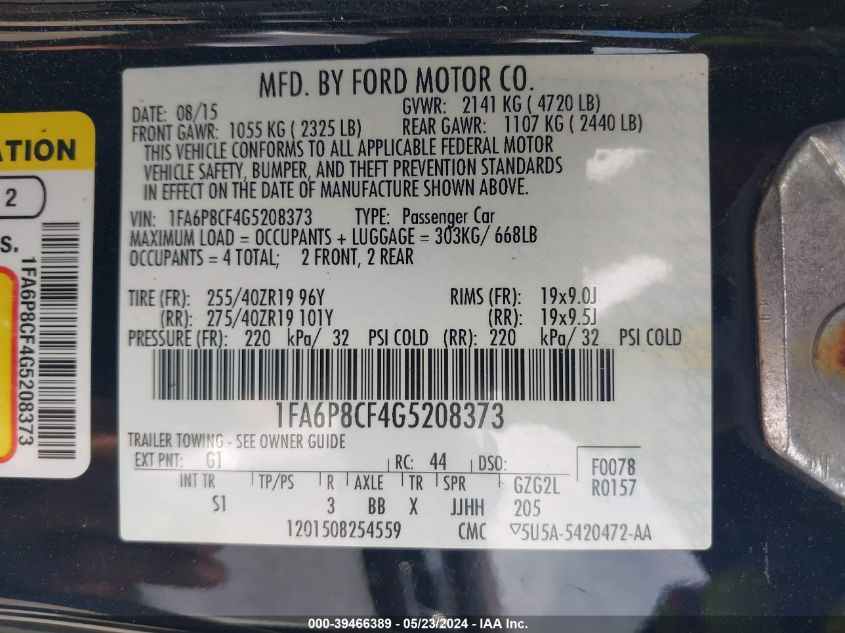 MFD. BY FORD MOTOR CO.
DATE: 08/15 GVWR: 2141 KG ( 4720 LB)
FRONT GAWR: 1055 KG ( 2325 LB) REAR GAWR: 1107 KG ( 2440 LB)
THIS VEHICLE CONFORMS TO ALL APPLICABLE FEDERAL MOTOR
VEHICLE SAFETY, BUMPER, AND THEFT PREVENTION STANDARDS
IN EFFECT ON THE DATE OF MANUFACTURE SHOWN ABOVE.
VIN: 1FA6P8CF4G5208373 TYPE: Passenger Car
MAXIMUM LOAD = OCCUPANTS + LUGGAGE = 303KG/ 668LB
OCCUPANTS = 4 TOTAL; 2 FRONT, 2 REAR
TIRE (FR): 255/40ZR19 96Y RIMS (FR): 19x9.0J
(RR): 275/40ZR19 101Y (RR): 19x9.5J
PRESSURE (FR): 220 kPa/ 32 PSI COLD (RR): 220 kPa/ 32 PSI COLD
1FA6P8CF4G5208373
TRAILER TOWING - SEE OWNER GUIDE
EXT PNT: G1 RC: 44 DSO: F0078
INT TR TP/PS R AXLE TR SPR GZG2L R0157
S1 3 BB X JJHH 205
1201508254559 CMC ▽5U5A-5420472-AA
ATION
2
S.
1FA6P8CF4G5208373
000-39466389 - 05/23/2024 - IAA Inc.